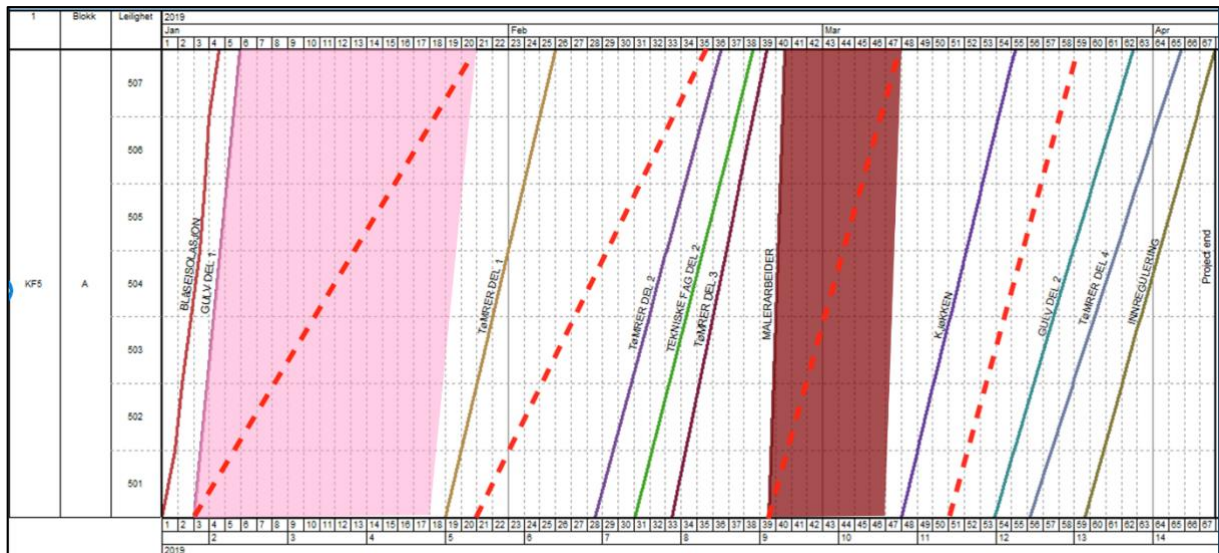 1 Blokk Leilighet 2019
Jan Feb Mar Apr
1 2 3 4 5 6 7 8 9 10 11 12 13 14 15 16 17 18 19 20 21 22 23 24 25 26 27 28 29 30 31 32 33 34 35 36 37 38 39 40 41 42 43 44 45 46 47 48 49 50 51 52 53 54 55 56 57 58 59 60 61 62 63 64 65 66 67
507
506
505
KF5 A 504
503
502
501
BLåSEISOLASJON
GULV DEL 1
TøMRER DEL 1
TøMRER DEL 2
TEKNISKE FAG DEL 2
TøMRER DEL 3
MALERARBEIDER
KJøKKEN
GULV DEL 2
TøMRER DEL 4
INNREGULERING
Project end
1 2 3 4 5 6 7 8 9 10 11 12 13 14 15 16 17 18 19 20 21 22 23 24 25 26 27 28 29 30 31 32 33 34 35 36 37 38 39 40 41 42 43 44 45 46 47 48 49 50 51 52 53 54 55 56 57 58 59 60 61 62 63 64 65 66 67
2 3 4 5 6 7 8 9 10 11 12 13 14
2019